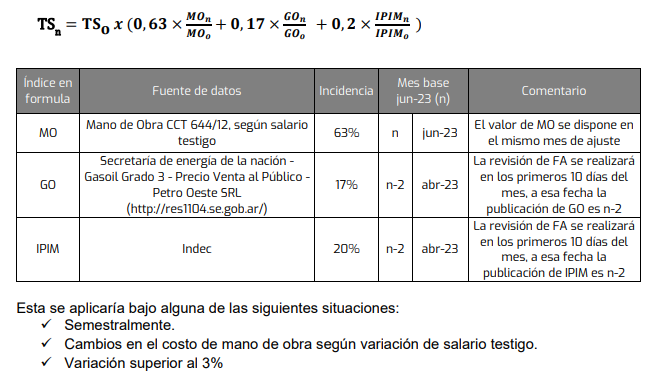 TSn = TSo x (0,63 × MOn/MOo + 0,17 × GOn/GOo + 0,2 × IPIMn/IPIMo)
Índice en formula
Fuente de datos
Incidencia
Mes base
jun-23 (n)
Comentario
MO
Mano de Obra CCT 644/12, según salario
testigo
63%
n
jun-23
El valor de MO se dispone en
el mismo mes de ajuste
GO
Secretaría de energía de la nación -
Gasoil Grado 3 - Precio Venta al Público -
Petro Oeste SRL
(http://res1104.se.gob.ar/)
17%
n-2
abr-23
La revisión de FA se realizará
en los primeros 10 días del
mes, a esa fecha la
publicación de GO es n-2
IPIM
Indec
20%
n-2
abr-23
La revisión de FA se realizará
en los primeros 10 días del
mes, a esa fecha la
publicación de IPIM es n-2
Esta se aplicaría bajo alguna de las siguientes situaciones:
✓ Semestralmente.
✓ Cambios en el costo de mano de obra según variación de salario testigo.
✓ Variación superior al 3%